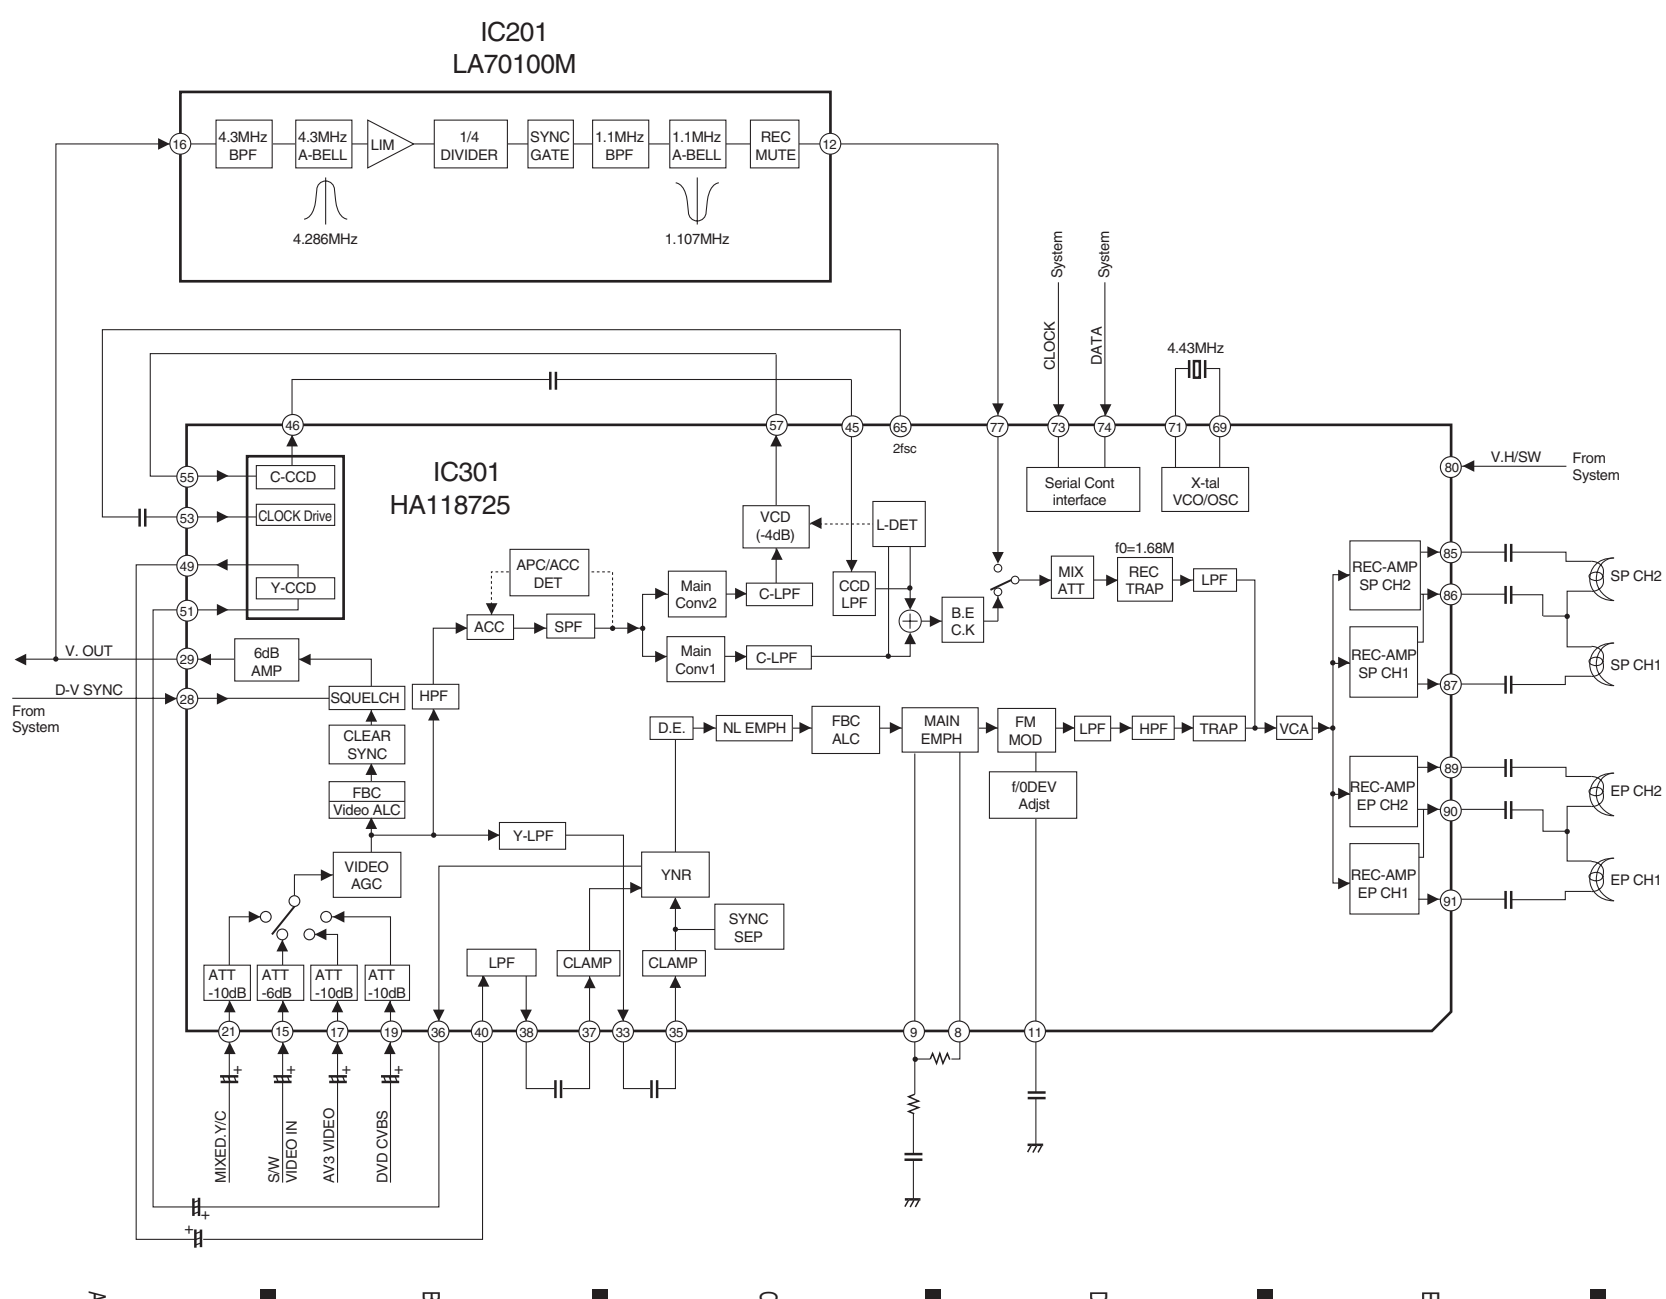 IC201
LA70100M
16
4.3MHz
BPF
4.3MHz
A-BELL
LIM
1/4
DIVIDER
SYNC
GATE
1.1MHz
BPF
1.1MHz
A-BELL
REC
MUTE
12
4.286MHz
1.107MHz
System
System
CLOCK
DATA
4.43MHz
46
57
45
65
2fsc
77
73
74
71
69
IC301
HA118725
55
C-CCD
53
CLOCK Drive
49
Y-CCD
51
V. OUT
29
6dB
AMP
D-V SYNC
28
From
System
SQUELCH
CLEAR
SYNC
FBC
Video ALC
VIDEO
AGC
HPF
ACC
APC/ACC
DET
SPF
Main
Conv2
C-LPF
Main
Conv1
C-LPF
VCD
(-4dB)
L-DET
CCD
LPF
B.E
C.K
Serial Cont
interface
X-tal
VCO/OSC
MIX
ATT
f0=1.68M
REC
TRAP
LPF
80
V.H/SW
From
System
D.E.
NL EMPH
FBC
ALC
MAIN
EMPH
FM
MOD
LPF
HPF
TRAP
VCA
f/0DEV
Adjst
REC-AMP
SP CH2
REC-AMP
SP CH1
REC-AMP
EP CH2
REC-AMP
EP CH1
85
86
87
89
90
91
SP CH2
SP CH1
EP CH2
EP CH1
Y-LPF
YNR
SYNC
SEP
LPF
CLAMP
CLAMP
ATT
-10dB
ATT
-6dB
ATT
-10dB
ATT
-10dB
21
15
17
19
36
40
38
37
33
35
9
8
11
+
+
+
+
MIXED.Y/C
S/W
VIDEO IN
AV3 VIDEO
DVD CVBS
+
+